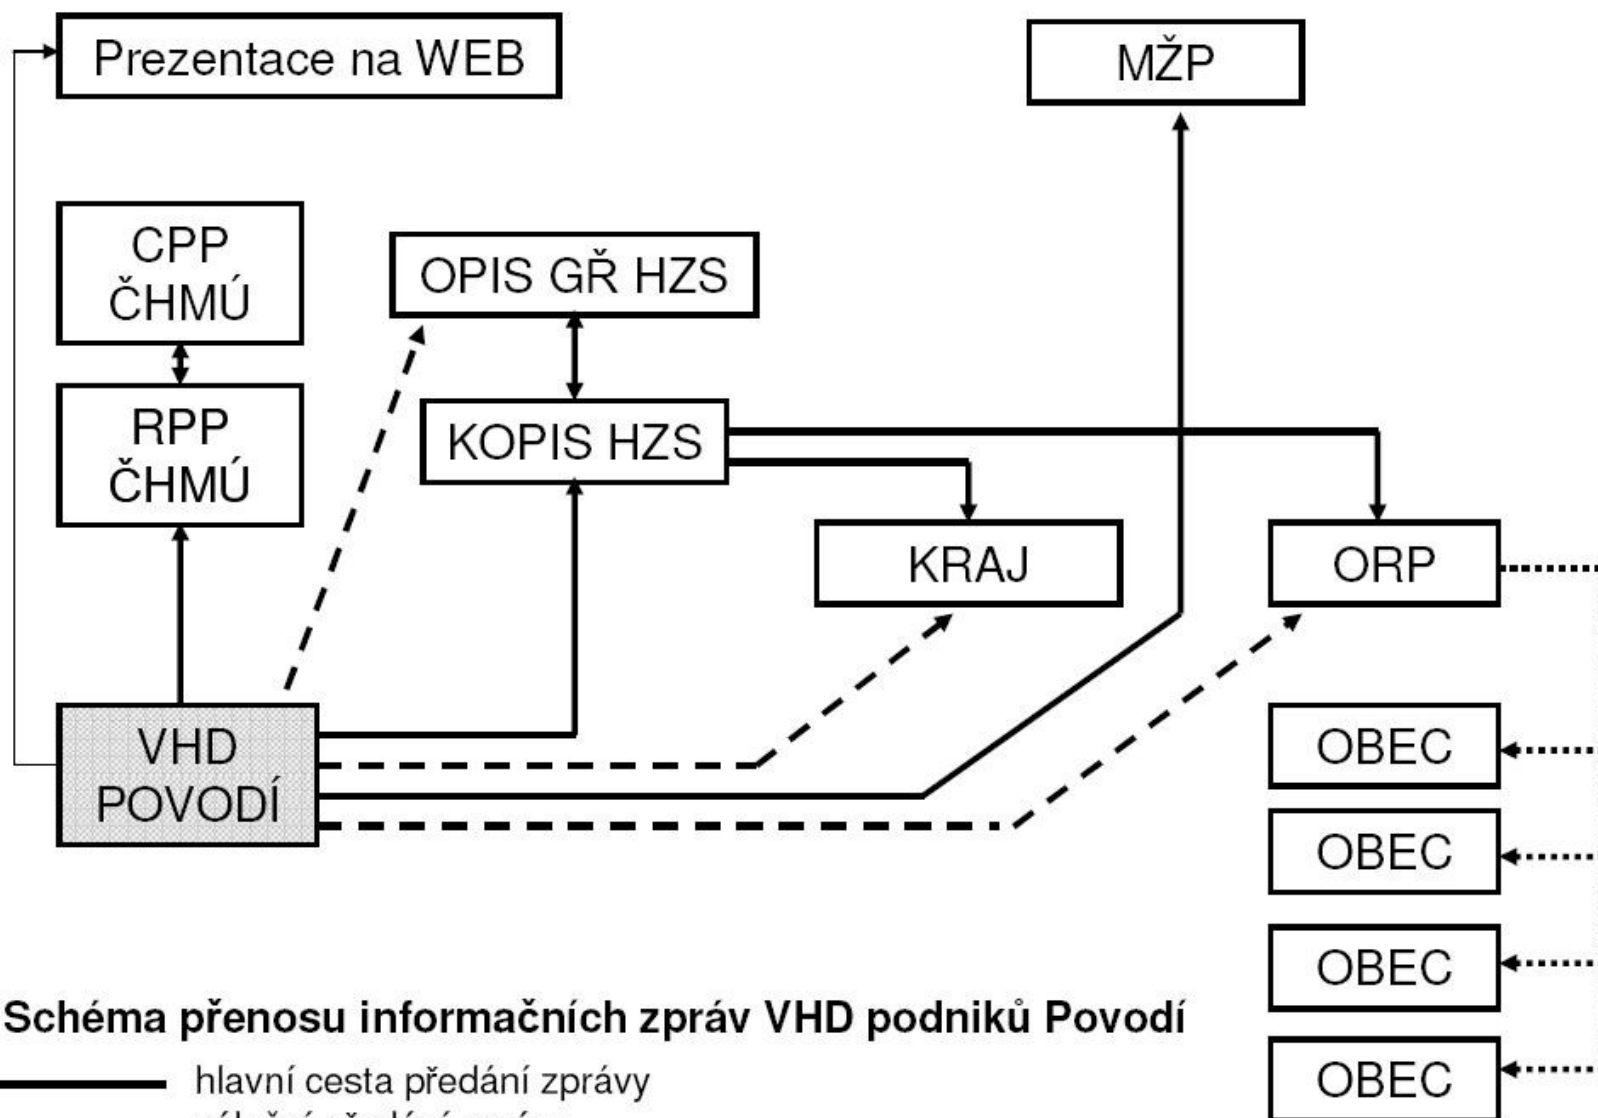 Prezentace na WEB
MŽP
CPP
ČHMÚ
OPIS GŘ HZS
RPP
ČHMÚ
KOPIS HZS
KRAJ
ORP
VHD
POVODÍ
OBEC
OBEC
OBEC
OBEC
Schéma přenosu informačních zpráv VHD podniků Povodí
hlavní cesta předání zprávy